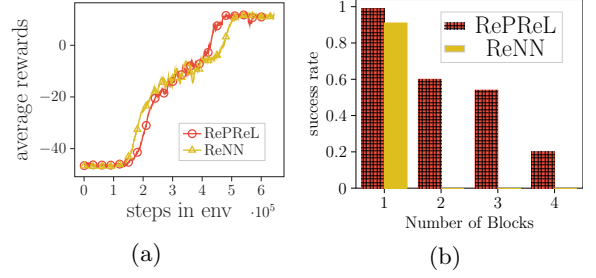 average rewards
0
−20
−40
0
1
2
3
4
5
6
·10⁵
steps in env
RePReL
ReNN
(a)
success rate
1
0.8
0.6
0.4
0.2
0
1
2
3
4
Number of Blocks
RePReL
ReNN
(b)